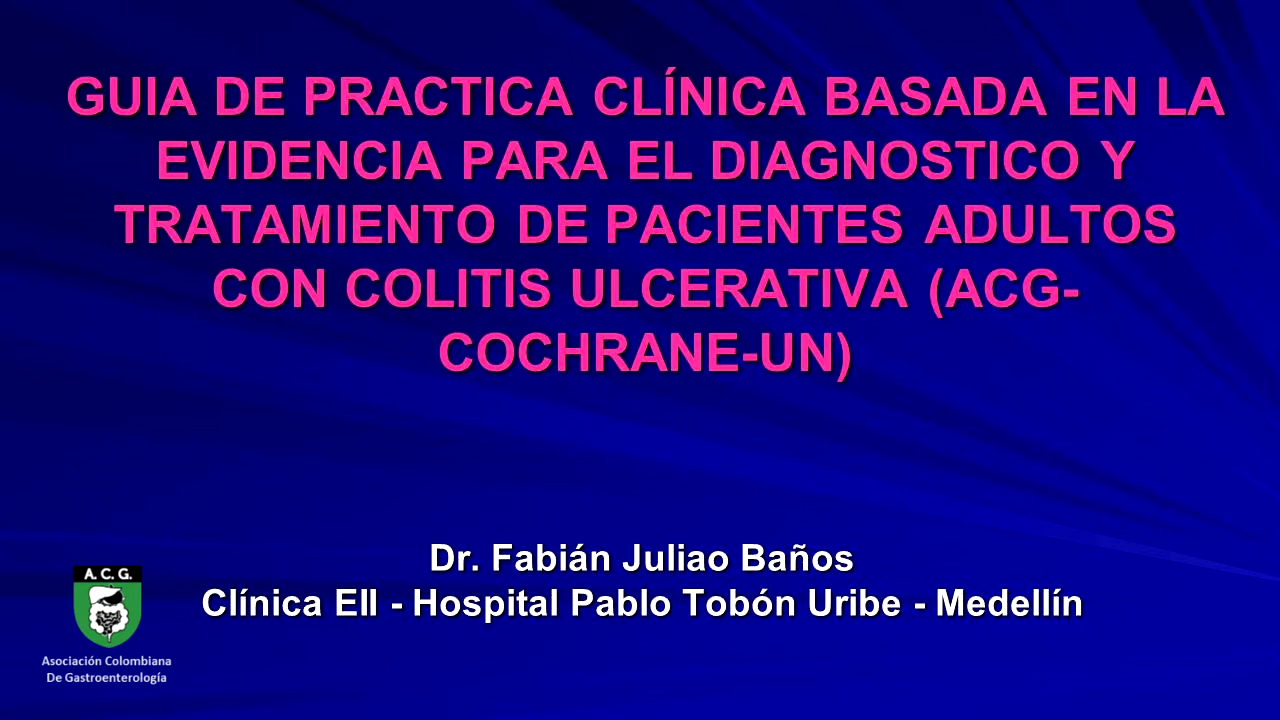 GUIA DE PRACTICA CLÍNICA BASADA EN LA
EVIDENCIA PARA EL DIAGNOSTICO Y
TRATAMIENTO DE PACIENTES ADULTOS
CON COLITIS ULCERATIVA (ACG-
COCHRANE-UN)
Dr. Fabián Juliao Baños
Clínica EII - Hospital Pablo Tobón Uribe - Medellín
A. C. G.
Asociación Colombiana
De Gastroenterología